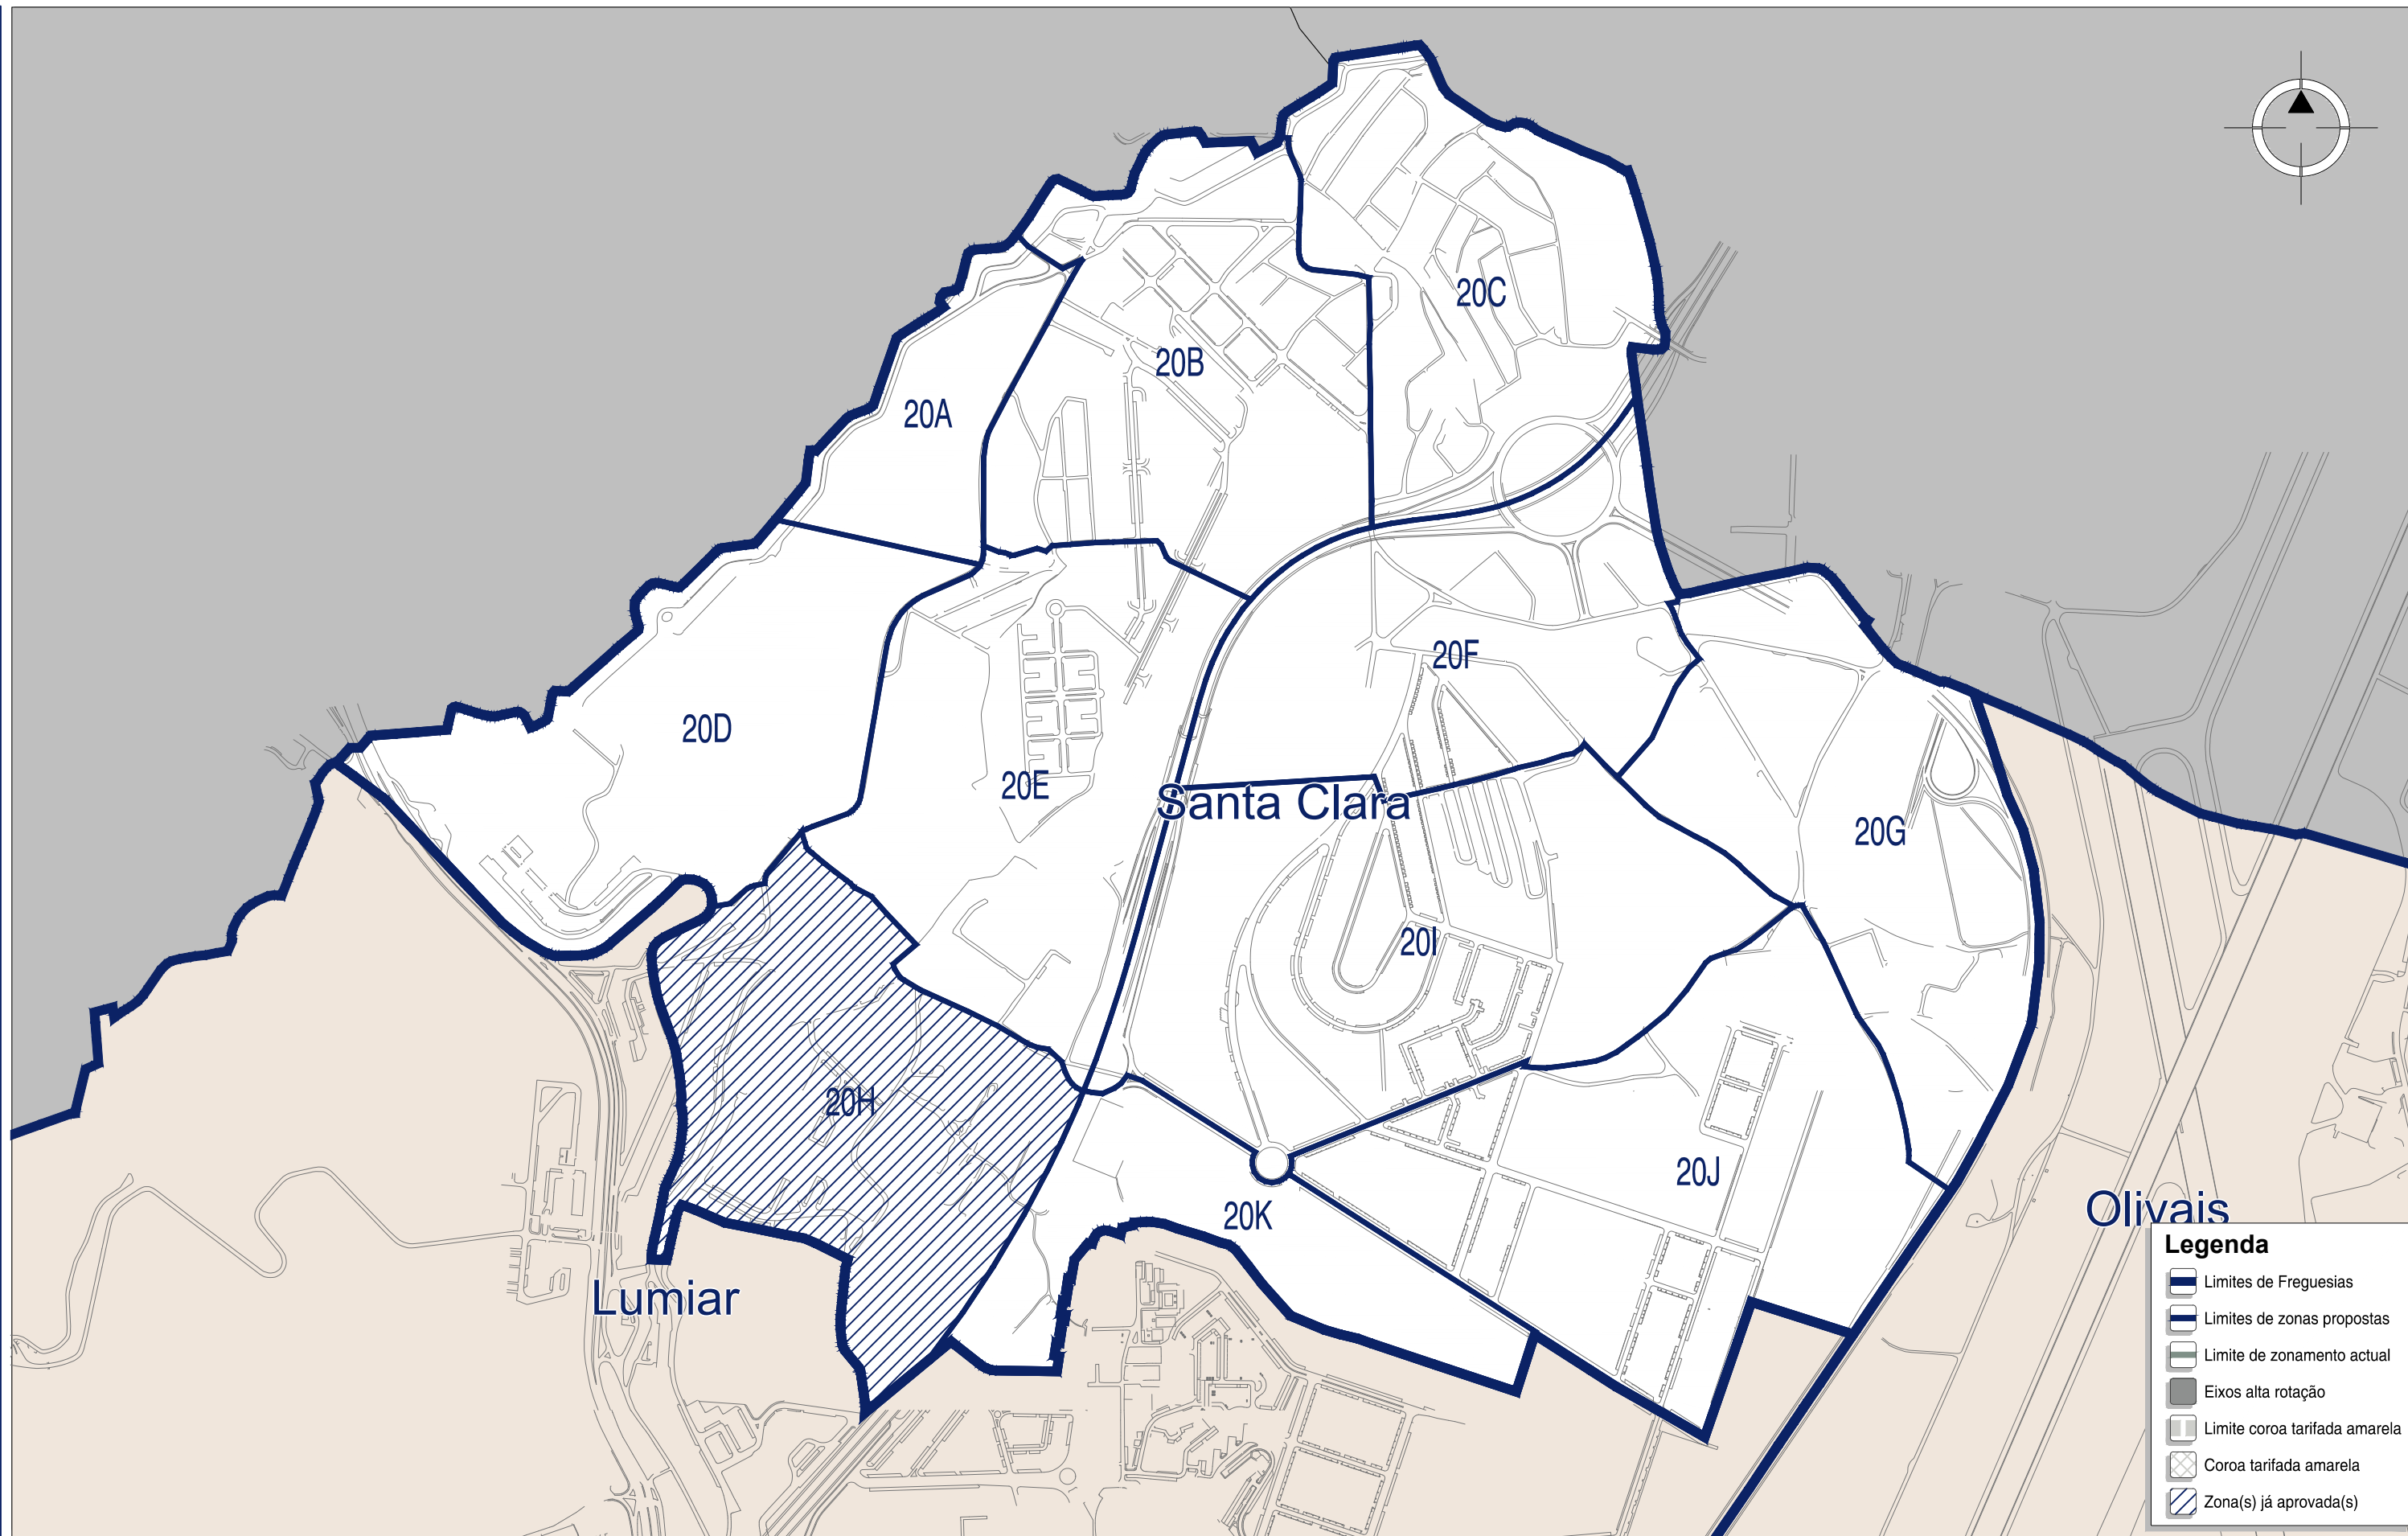 20C
20B
20A
20F
20D
20E
Santa Clara
20G
20I
20H
20J
20K
Olivais
Lumiar
Legenda
Limites de Freguesias
Limites de zonas propostas
Limite de zonamento actual
Eixos alta rotação
Limite coroa tarifada amarela
Coroa tarifada amarela
Zona(s) já aprovada(s)